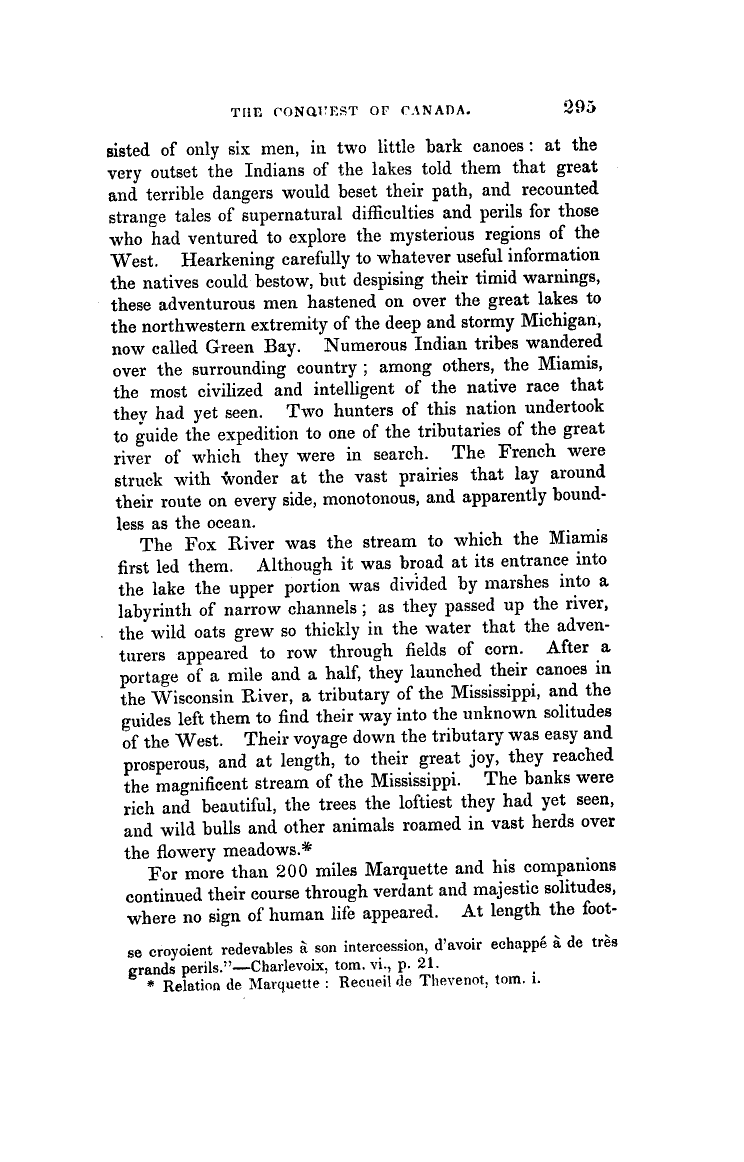 THE CONQUEST OF CANADA. 295
sisted of only six men, in two little bark canoes: at the
very outset the Indians of the lakes told them that great
and terrible dangers would beset their path, and recounted
strange tales of supernatural difficulties and perils for those
who had ventured to explore the mysterious regions of the
West. Hearkening carefully to whatever useful information
the natives could bestow, but despising their timid warnings,
these adventurous men hastened on over the great lakes to
the northwestern extremity of the deep and stormy Michigan,
now called Green Bay. Numerous Indian tribes wandered
over the surrounding country; among others, the Miamis,
the most civilized and intelligent of the native race that
they had yet seen. Two hunters of this nation undertook
to guide the expedition to one of the tributaries of the great
river of which they were in search. The French were
struck with wonder at the vast prairies that lay around
their route on every side, monotonous, and apparently bound-
less as the ocean.
The Fox River was the stream to which the Miamis
first led them. Although it was broad at its entrance into
the lake the upper portion was divided by marshes into a
labyrinth of narrow channels; as they passed up the river,
the wild oats grew so thickly in the water that the adven-
turers appeared to row through fields of corn. After a
portage of a mile and a half, they launched their canoes in
the Wisconsin River, a tributary of the Mississippi, and the
guides left them to find their way into the unknown solitudes
of the West. Their voyage down the tributary was easy and
prosperous, and at length, to their great joy, they reached
the magnificent stream of the Mississippi. The banks were
rich and beautiful, the trees the loftiest they had yet seen,
and wild bulls and other animals roamed in vast herds over
the flowery meadows.*
For more than 200 miles Marquette and his companions
continued their course through verdant and majestic solitudes,
where no sign of human life appeared. At length the foot-
se croyoient redevables à son intercession, d'avoir echappé à de très
grands perils."—Charlevoix, tom. vi., p. 21.
* Relation de Marquette: Recueil de Thevenot, tom. i.